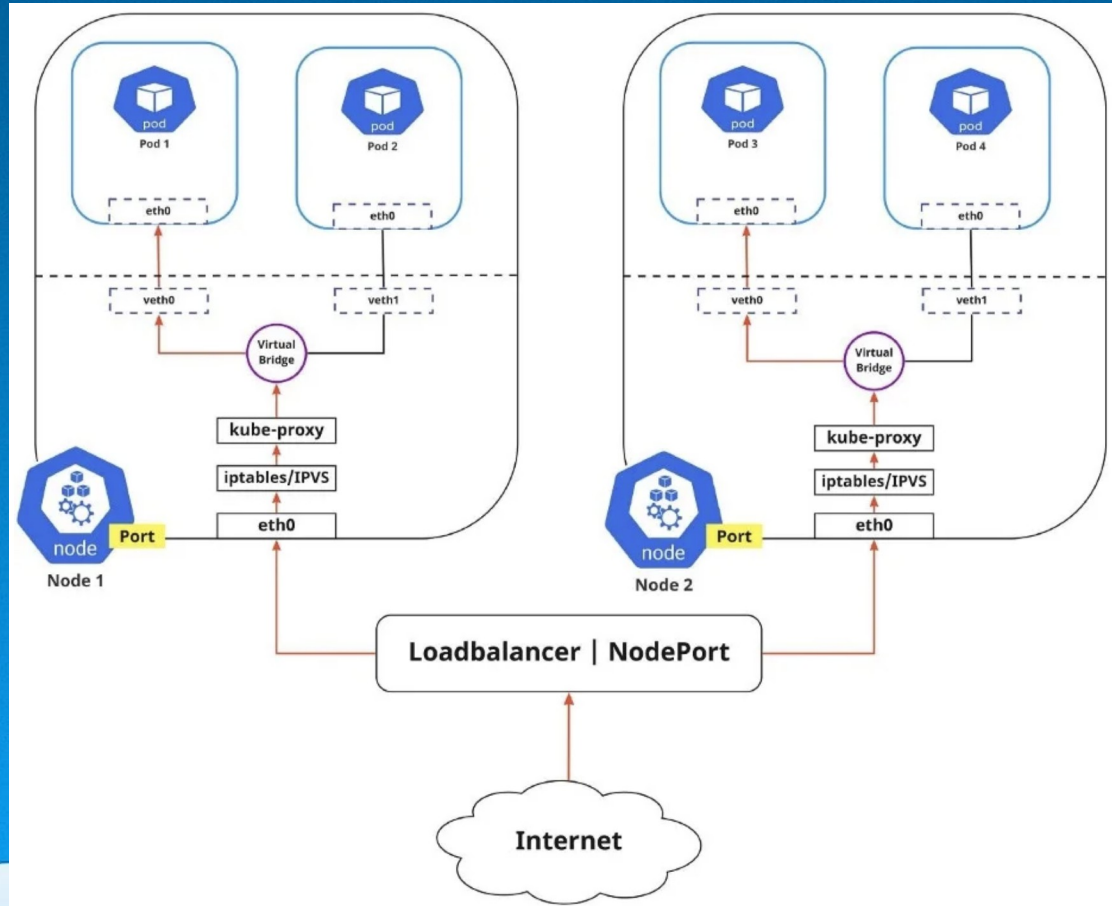 pod
Pod 1
eth0
pod
Pod 2
eth0
veth0
veth1
Virtual
Bridge
kube-proxy
iptables/IPVS
eth0
node
Port
Node 1
pod
Pod 3
eth0
pod
Pod 4
eth0
veth0
veth1
Virtual
Bridge
kube-proxy
iptables/IPVS
eth0
node
Port
Node 2
Loadbalancer | NodePort
Internet